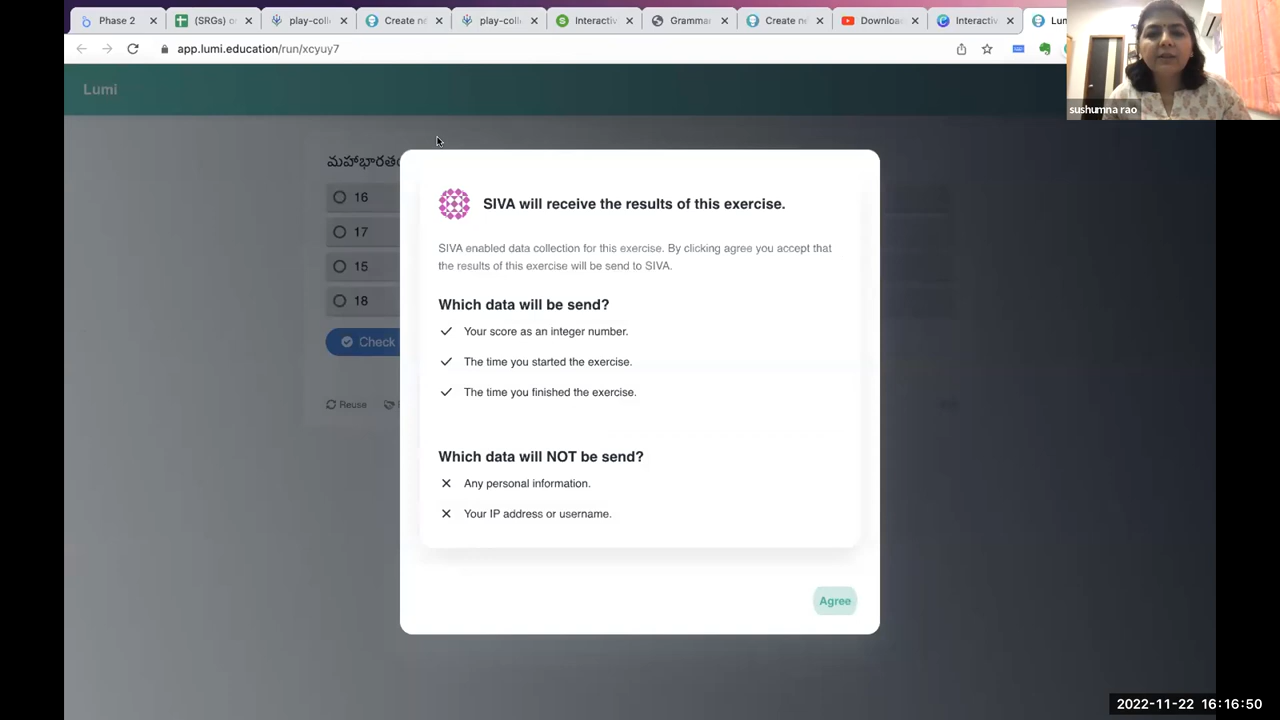 Phase 2
(SRGs) o
play-coll
Create ne
play-coll
Interactiv
Gramma
Create ne
Downloa
Interactiv
Lum
app.lumi.education/run/xcyuy7
sushumna rao
Lumi
16
17
15
18
Check
Reuse
SIVA will receive the results of this exercise.
SIVA enabled data collection for this exercise. By clicking agree you accept that
the results of this exercise will be send to SIVA.
Which data will be send?
Your score as an integer number.
The time you started the exercise.
The time you finished the exercise.
Which data will NOT be send?
Any personal information.
Your IP address or username.
Agree
2022-11-22 16:16:50